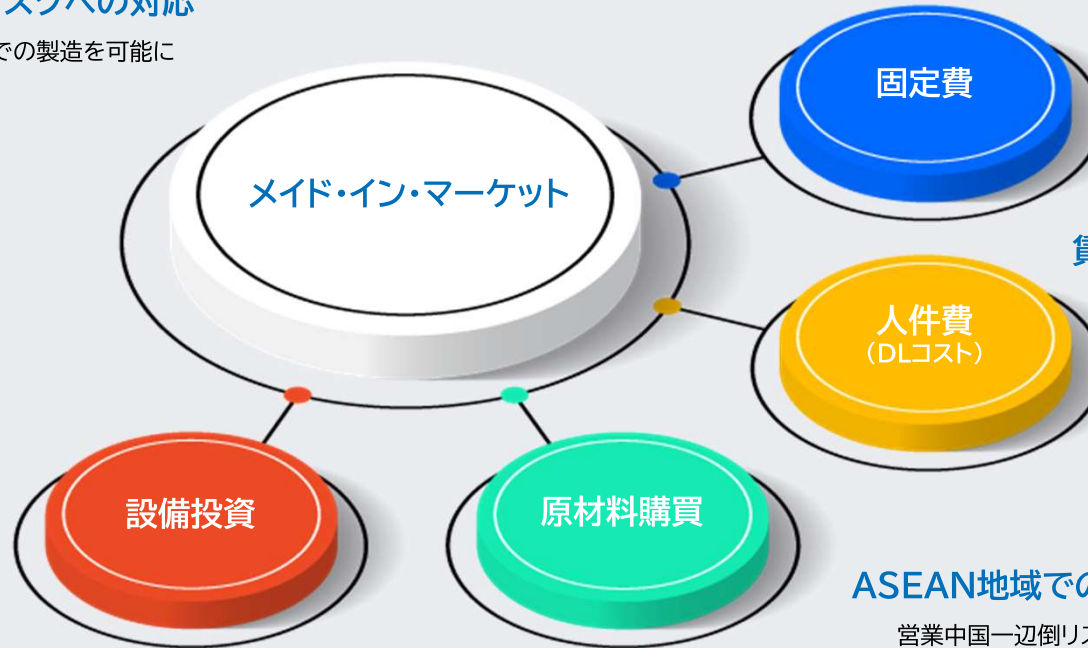 スクへの対応
での製造を可能に
固定費
メイド・イン・マーケット
人件費
（DLコスト）
設備投資
原材料購買
ASEAN地域での
営業中国一辺倒リス